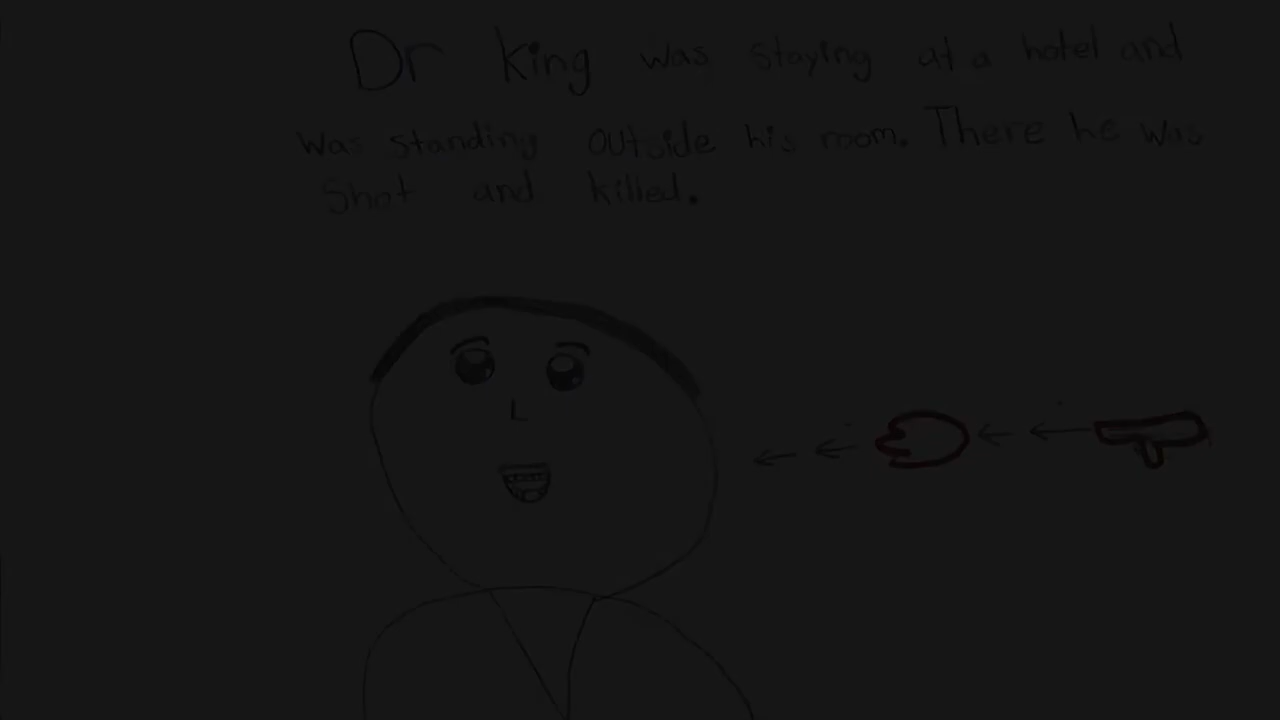 Dr king was staying at a hotel and
was standing outside his room. There he was
Shot and killed.